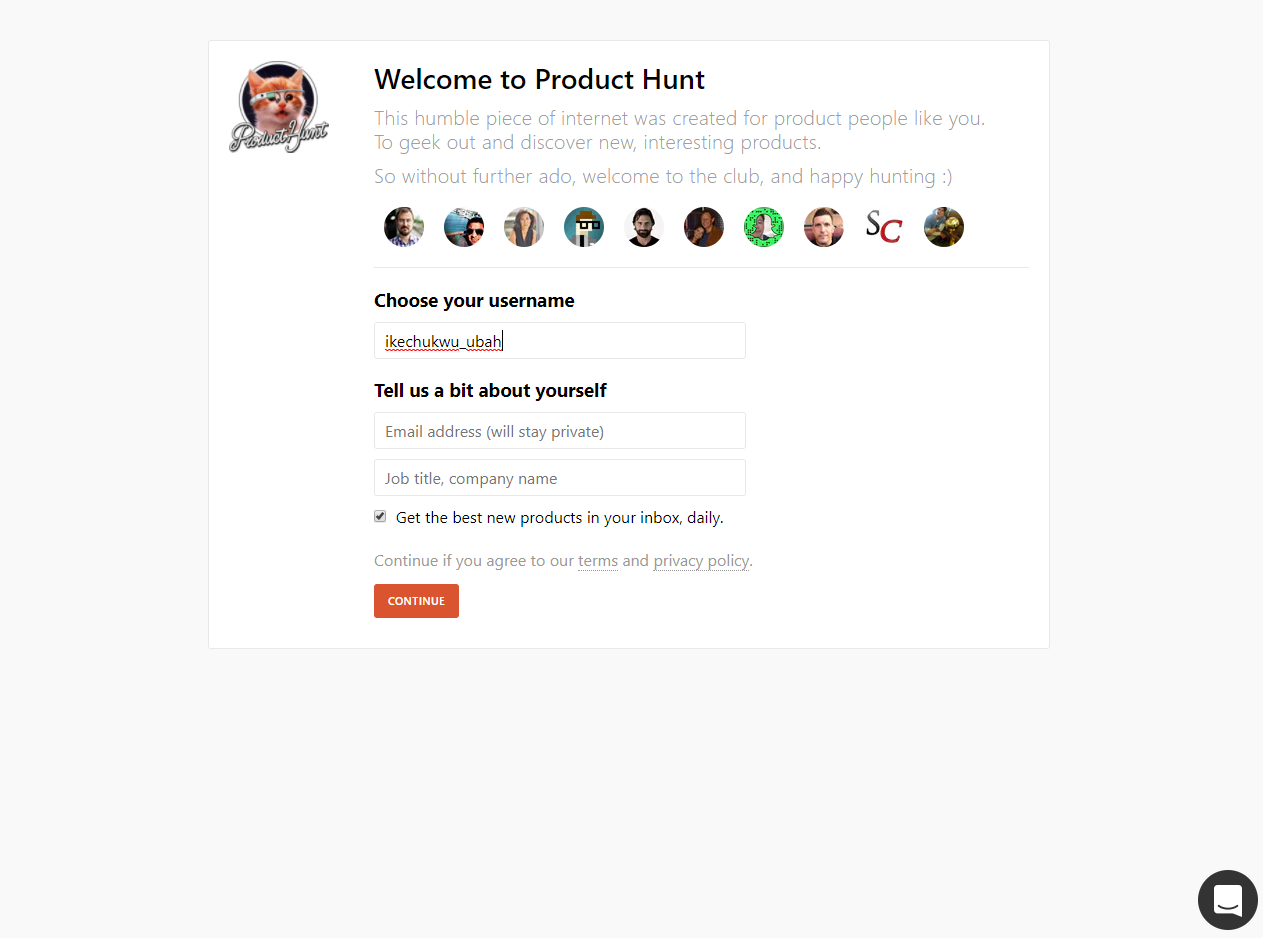 Product Hunt
Welcome to Product Hunt
This humble piece of internet was created for product people like you.
To geek out and discover new, interesting products.
So without further ado, welcome to the club, and happy hunting :)
SC
Choose your username
ikechukwu_ubah
Tell us a bit about yourself
Email address (will stay private)
Job title, company name
Get the best new products in your inbox, daily.
Continue if you agree to our terms and privacy policy.
CONTINUE